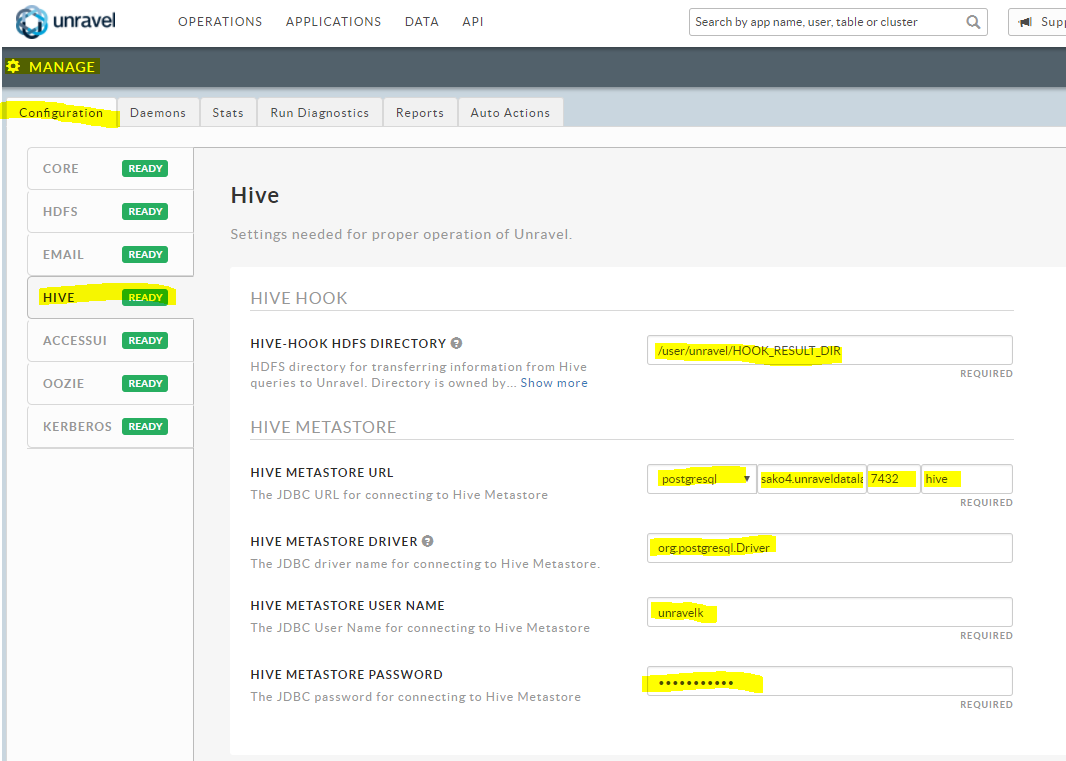 unravel OPERATIONS APPLICATIONS DATA API Search by app name, user, table or cluster
MANAGE
Configuration Daemons Stats Run Diagnostics Reports Auto Actions
CORE READY
HDFS READY
EMAIL READY
HIVE READY
ACCESSUI READY
OOZIE READY
KERBEROS READY
Hive
Settings needed for proper operation of Unravel.
HIVE HOOK
HIVE-HOOK HDFS DIRECTORY ?
/user/unravel/HOOK_RESULT_DIR
HDFS directory for transferring information from Hive
queries to Unravel. Directory is owned by... Show more
REQUIRED
HIVE METASTORE
HIVE METASTORE URL
postgresql sako4.unraveldatala 7432 hive
The JDBC URL for connecting to Hive Metastore
REQUIRED
HIVE METASTORE DRIVER ?
org.postgresql.Driver
The JDBC driver name for connecting to Hive Metastore.
HIVE METASTORE USER NAME
unravelk
The JDBC User Name for connecting to Hive Metastore
REQUIRED
HIVE METASTORE PASSWORD
•••••••••••
The JDBC password for connecting to Hive Metastore
REQUIRED